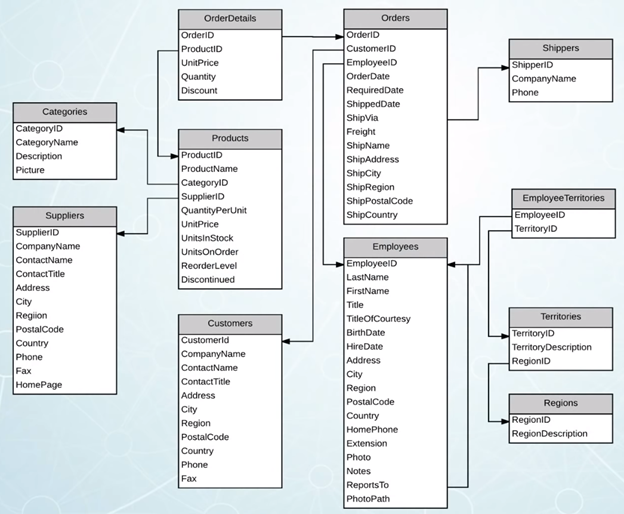 OrderDetails
OrderID
ProductID
UnitPrice
Quantity
Discount
Orders
OrderID
CustomerID
EmployeeID
OrderDate
RequiredDate
ShippedDate
ShipVia
Freight
ShipName
ShipAddress
ShipCity
ShipRegion
ShipPostalCode
ShipCountry
Shippers
ShipperID
CompanyName
Phone
Categories
CategoryID
CategoryName
Description
Picture
Products
ProductID
ProductName
CategoryID
SupplierID
QuantityPerUnit
UnitPrice
UnitsInStock
UnitsOnOrder
ReorderLevel
Discontinued
Suppliers
SupplierID
CompanyName
ContactName
ContactTitle
Address
City
Regiion
PostalCode
Country
Phone
Fax
HomePage
EmployeeTerritories
EmployeeID
TerritoryID
Employees
EmployeeID
LastName
FirstName
Title
TitleOfCourtesy
BirthDate
HireDate
Address
City
Region
PostalCode
Country
HomePhone
Extension
Photo
Notes
ReportsTo
PhotoPath
Customers
CustomerId
CompanyName
ContactName
ContactTitle
Address
City
Region
PostalCode
Country
Phone
Fax
Territories
TerritoryID
TerritoryDescription
RegionID
Regions
RegionID
RegionDescription